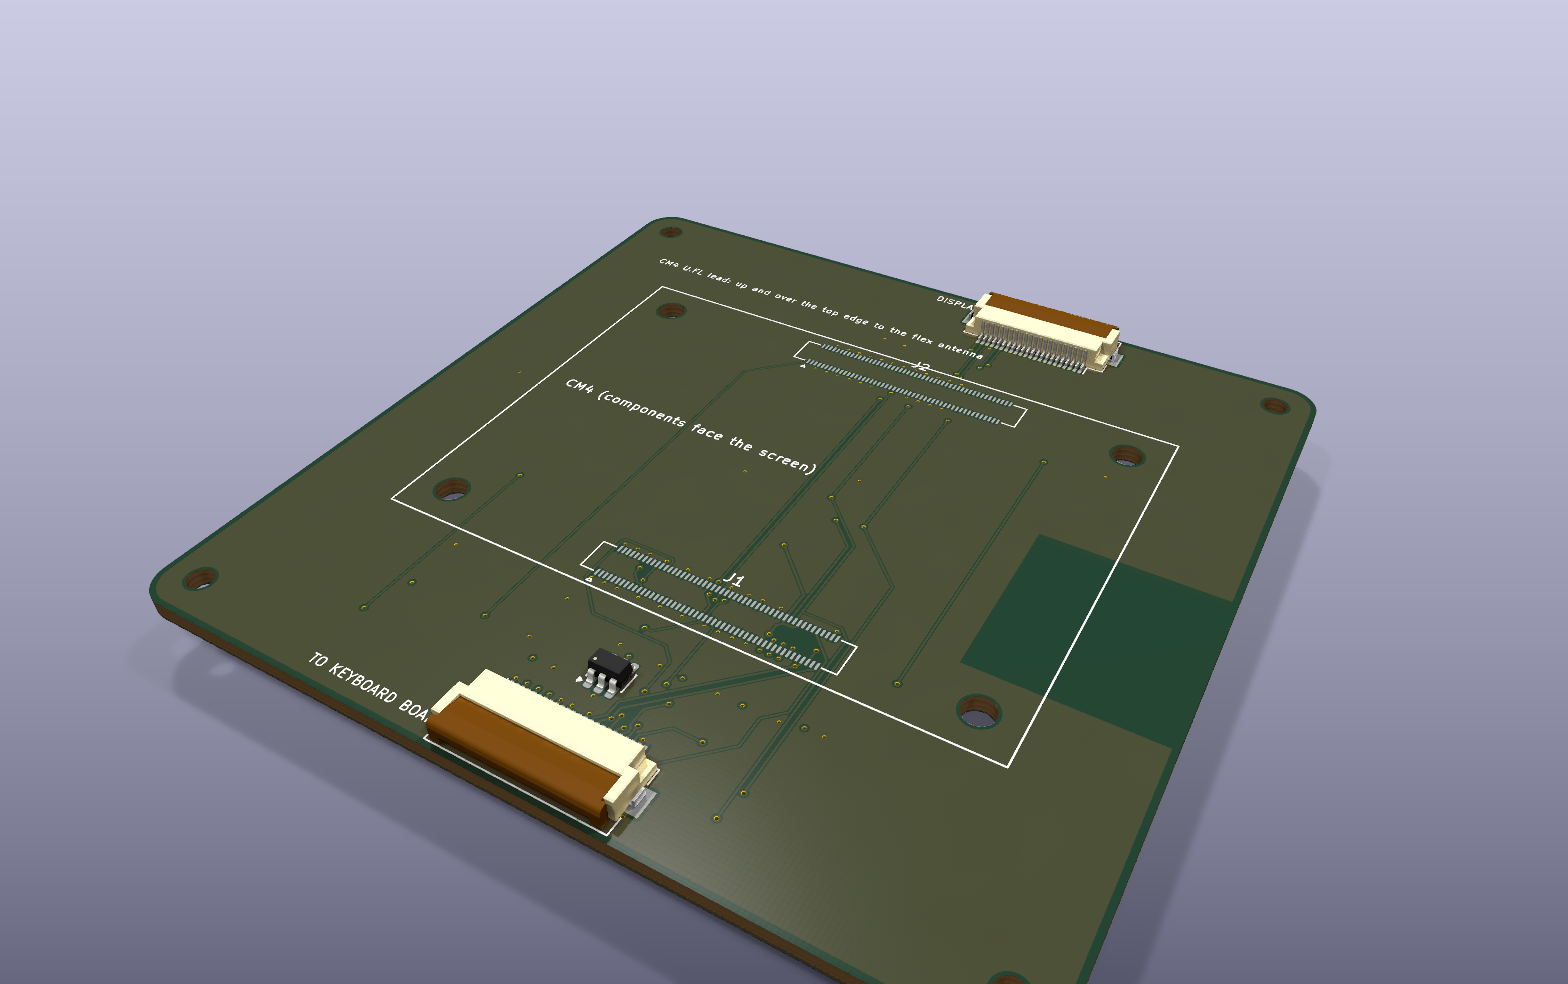 CM4 U.FL lead: up and over the top edge to the flex antenna
DISPLA
J2
CM4 (components face the screen)
J1
TO KEYBOARD BOA